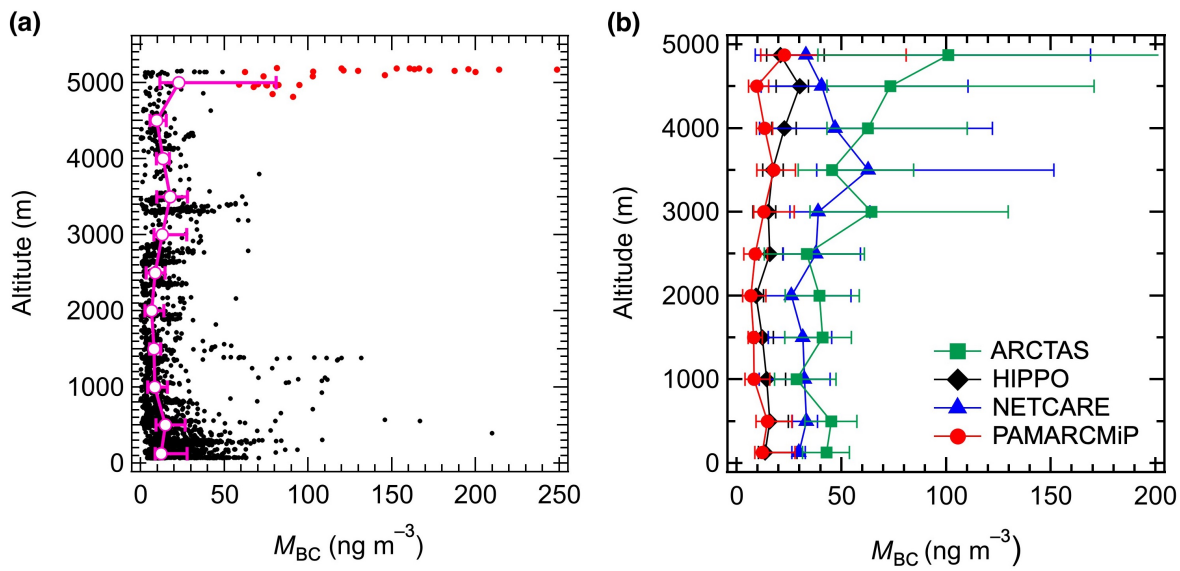 (a)
5000
4000
3000
2000
1000
0
Altitute (m)
0 50 100 150 200 250
M_BC (ng m⁻³)
(b)
5000
4000
3000
2000
1000
0
Altitude (m)
ARCTAS
HIPPO
NETCARE
PAMARCMiP
0 50 100 150 200
M_BC (ng m⁻³)